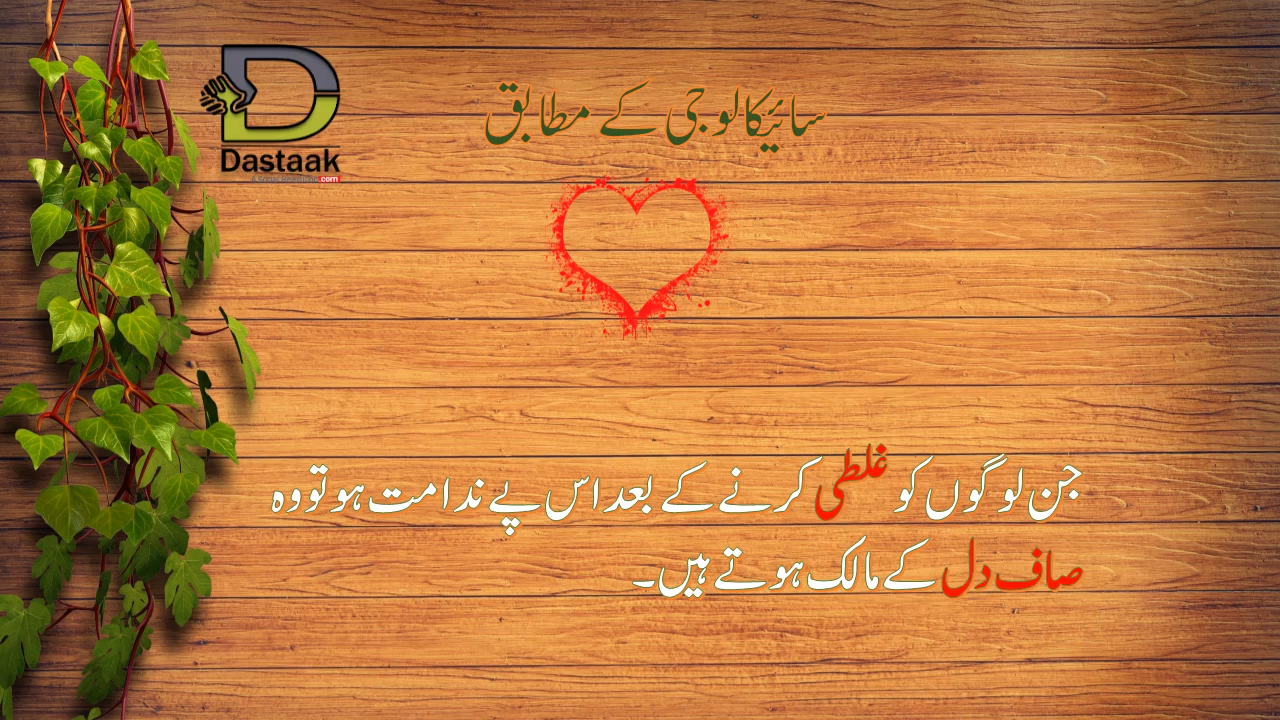 Dastaak
.com
سائیکالوجی کے مطابق
جن لوگوں کو غلطی کرنے کے بعد اس پے ندامت ہو تو وہ
صاف دل کے مالک ہوتے ہیں۔